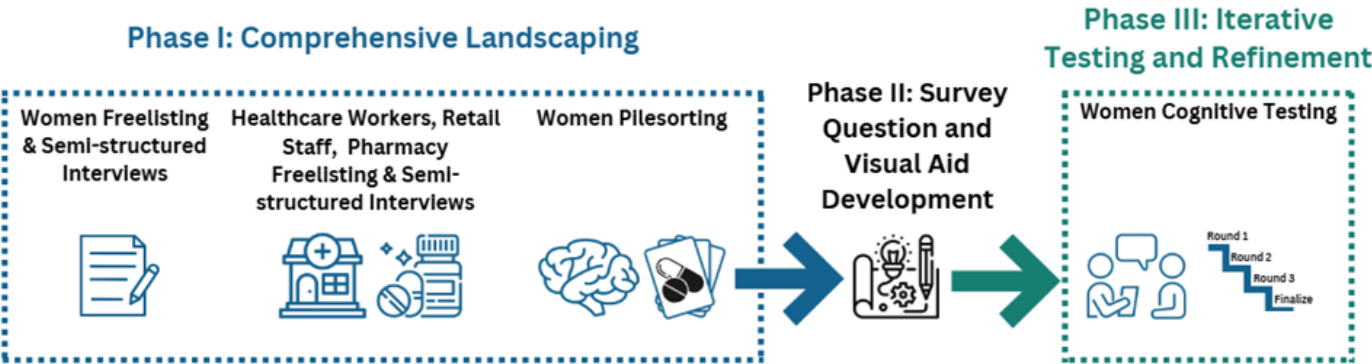 Phase I: Comprehensive Landscaping
Women Freelisting
& Semi-structured
Interviews
Healthcare Workers, Retail
Staff, Pharmacy
Freelisting & Semi-
structured Interviews
Women Pilesorting
Phase II: Survey
Question and
Visual Aid
Development
Phase III: Iterative
Testing and Refinement
Women Cognitive Testing
Round 1
Round 2
Round 3
Finalize